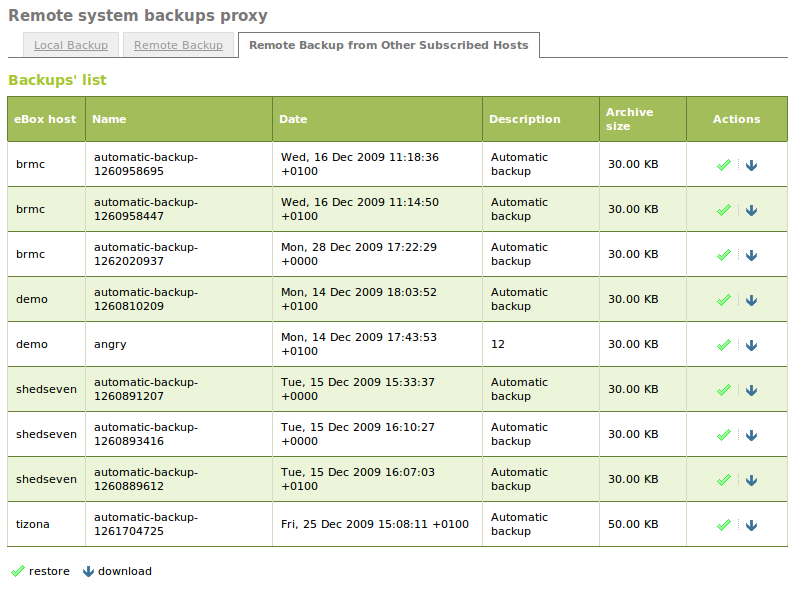 Remote system backups proxy
Local Backup Remote Backup Remote Backup from Other Subscribed Hosts
Backups' list
eBox host Name Date Description Archive size Actions
brmc automatic-backup-1260958695 Wed, 16 Dec 2009 11:18:36 +0100 Automatic backup 30.00 KB
brmc automatic-backup-1260958447 Wed, 16 Dec 2009 11:14:50 +0100 Automatic backup 30.00 KB
brmc automatic-backup-1262020937 Mon, 28 Dec 2009 17:22:29 +0000 Automatic backup 30.00 KB
demo automatic-backup-1260810209 Mon, 14 Dec 2009 18:03:52 +0100 Automatic backup 30.00 KB
demo angry Mon, 14 Dec 2009 17:43:53 +0100 12 30.00 KB
shedseven automatic-backup-1260891207 Tue, 15 Dec 2009 15:33:37 +0000 Automatic backup 30.00 KB
shedseven automatic-backup-1260893416 Tue, 15 Dec 2009 16:10:27 +0000 Automatic backup 30.00 KB
shedseven automatic-backup-1260889612 Tue, 15 Dec 2009 16:07:03 +0100 Automatic backup 30.00 KB
tizona automatic-backup-1261704725 Fri, 25 Dec 2009 15:08:11 +0100 Automatic backup 50.00 KB
restore download